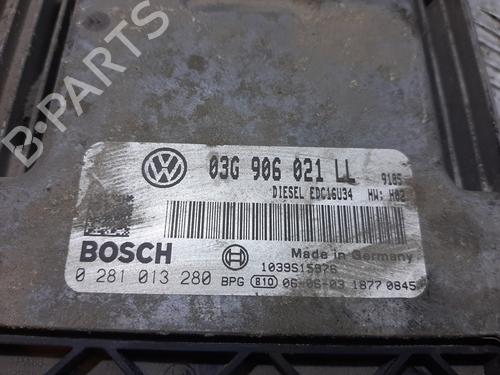 B-PARTS
03G 906 021 LL 9185
DIESEL EDC16U34 HW: H02
BOSCH
Made in Germany
1039S15976
0 281 013 280 BPG 810 06-06-03 1877 0845
B-PARTS